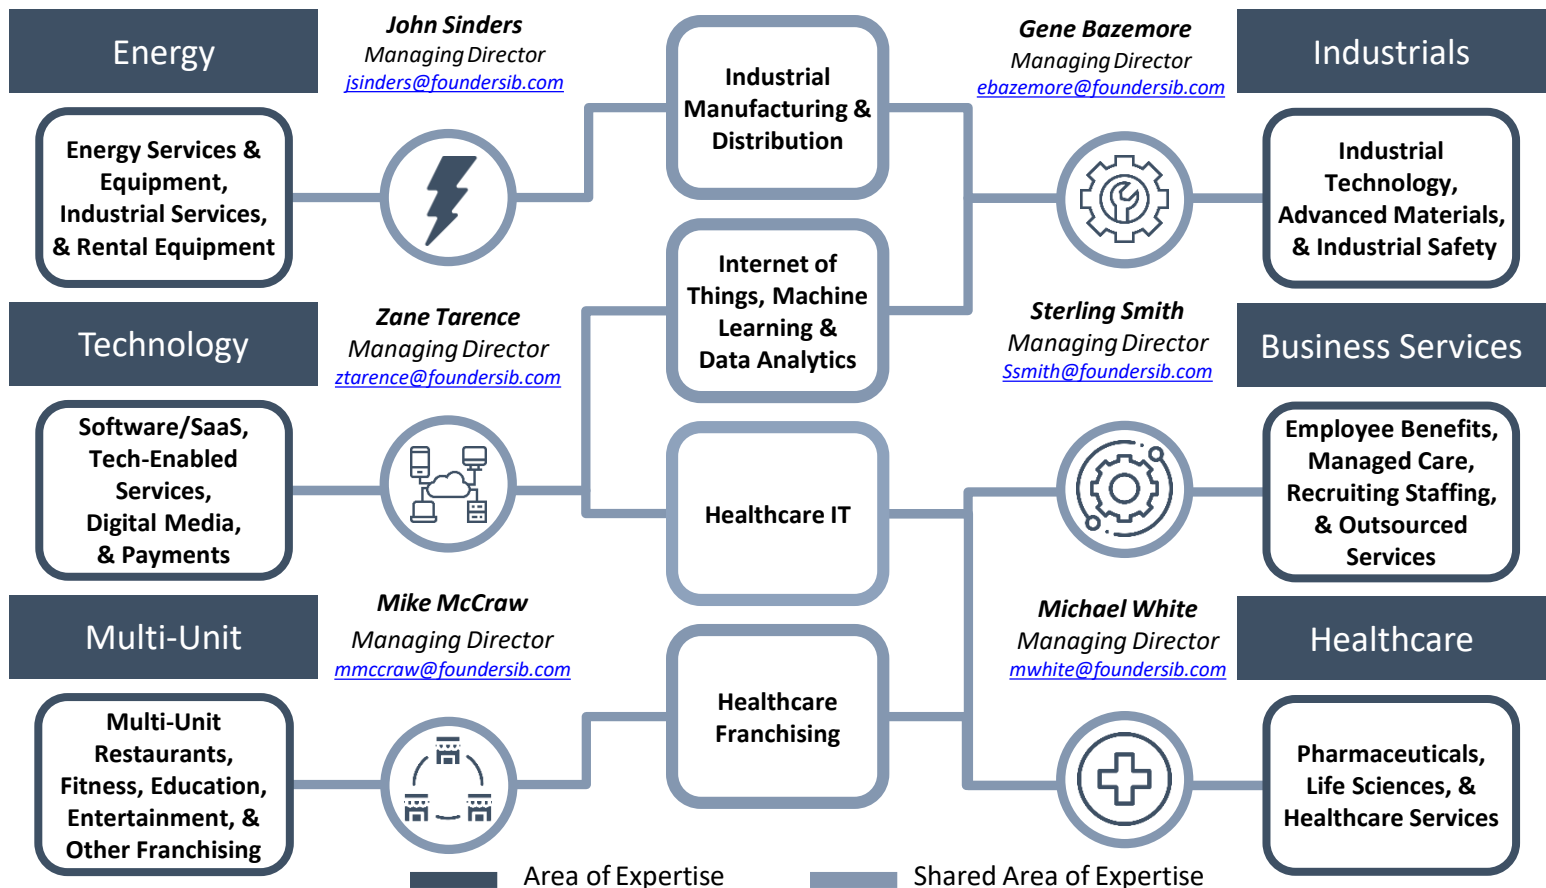 Energy
John Sinders
Managing Director
jsinders@foundersib.com
Energy Services &
Equipment,
Industrial Services,
& Rental Equipment
Industrial
Manufacturing &
Distribution
Gene Bazemore
Managing Director
ebazemore@foundersib.com
Industrials
Industrial
Technology,
Advanced Materials,
& Industrial Safety
Technology
Zane Tarence
Managing Director
ztarence@foundersib.com
Software/SaaS,
Tech-Enabled
Services,
Digital Media,
& Payments
Internet of
Things, Machine
Learning &
Data Analytics
Sterling Smith
Managing Director
Ssmith@foundersib.com
Business Services
Employee Benefits,
Managed Care,
Recruiting Staffing,
& Outsourced
Services
Healthcare IT
Multi-Unit
Mike McCraw
Managing Director
mmccraw@foundersib.com
Multi-Unit
Restaurants,
Fitness, Education,
Entertainment, &
Other Franchising
Healthcare
Franchising
Michael White
Managing Director
mwhite@foundersib.com
Healthcare
Pharmaceuticals,
Life Sciences, &
Healthcare Services
Area of Expertise
Shared Area of Expertise